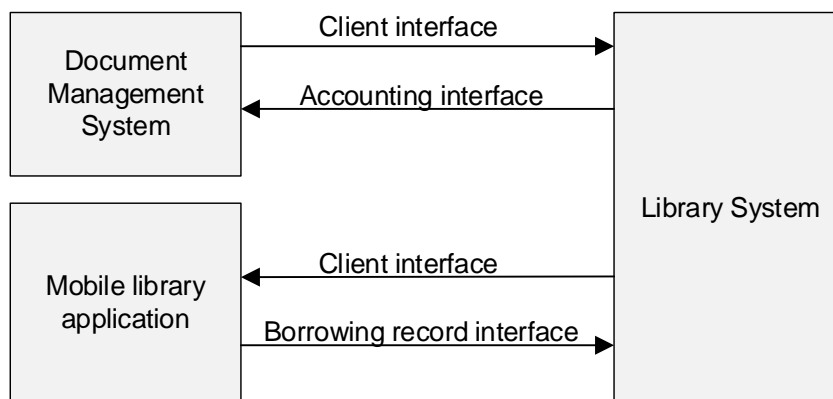 Client interface
Document
Management
System
Accounting interface
Library System
Client interface
Mobile library
application
Borrowing record interface